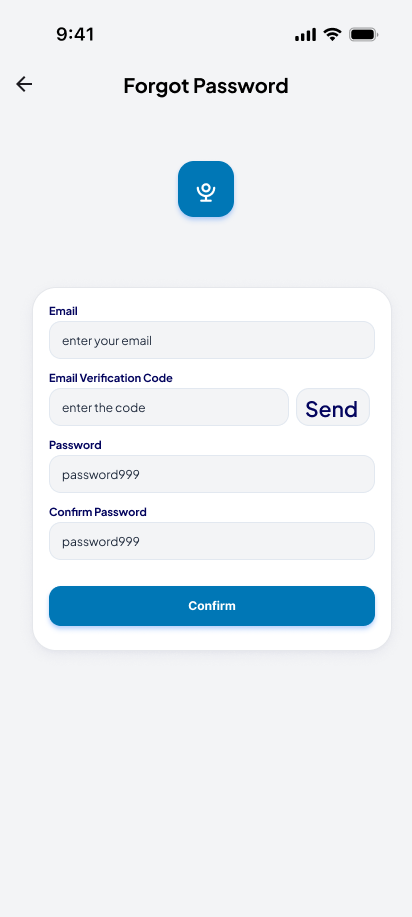 9:41
Forgot Password
Email
enter your email
Email Verification Code
enter the code
Send
Password
password999
Confirm Password
password999
Confirm